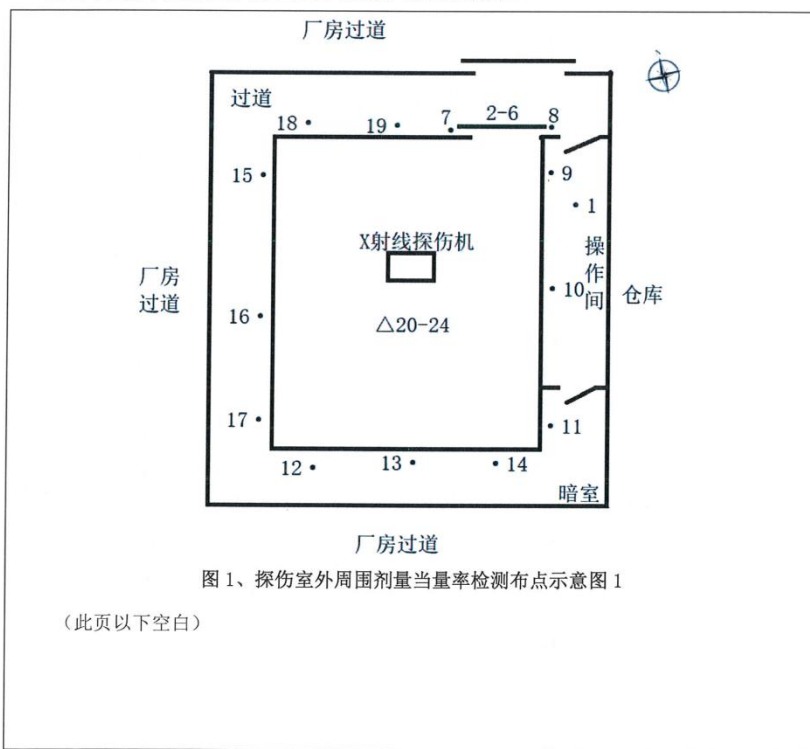 厂房过道
过道
18
19
7
2-6
8
15
9
1
X射线探伤机
操作间
厂房
过道
10
仓库
16
△20-24
17
11
12
13
14
暗室
厂房过道
图 1、探伤室外周围剂量当量率检测布点示意图 1
（此页以下空白）